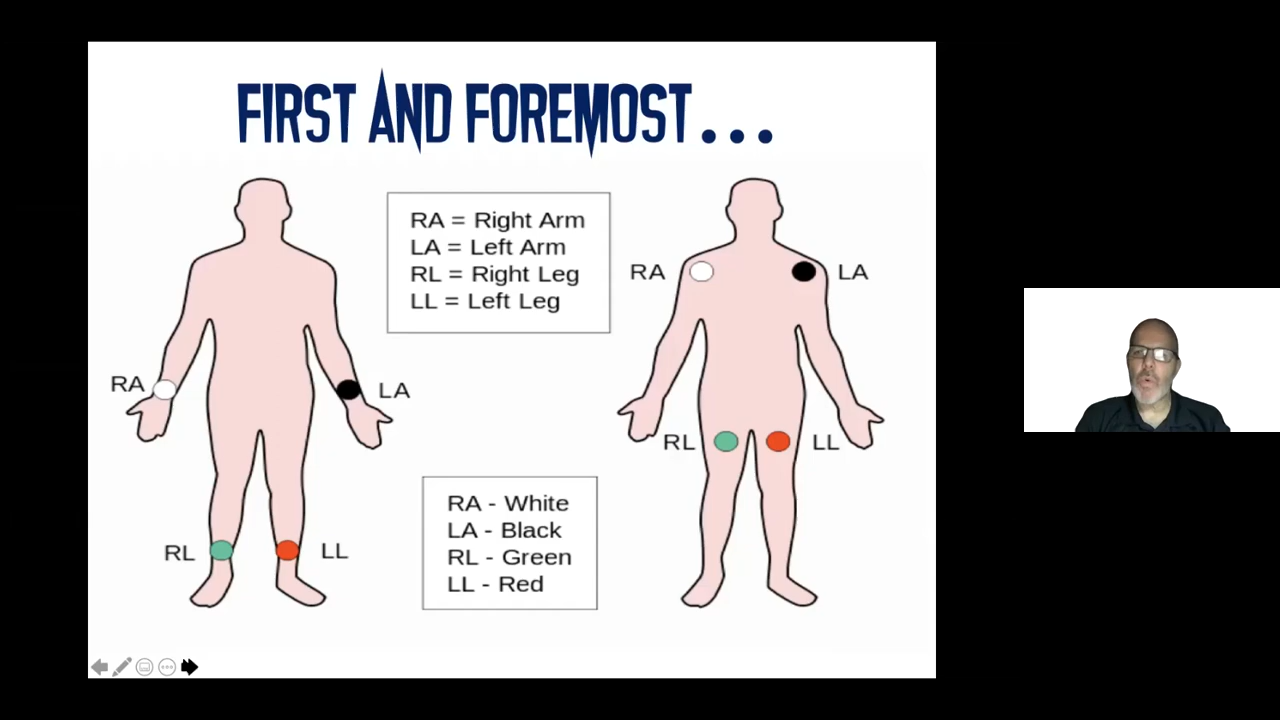 FIRST AND FOREMOST...
RA = Right Arm
LA = Left Arm
RL = Right Leg
LL = Left Leg
RA
LA
RA
LA
RL
LL
RL
LL
RA - White
LA - Black
RL - Green
LL - Red